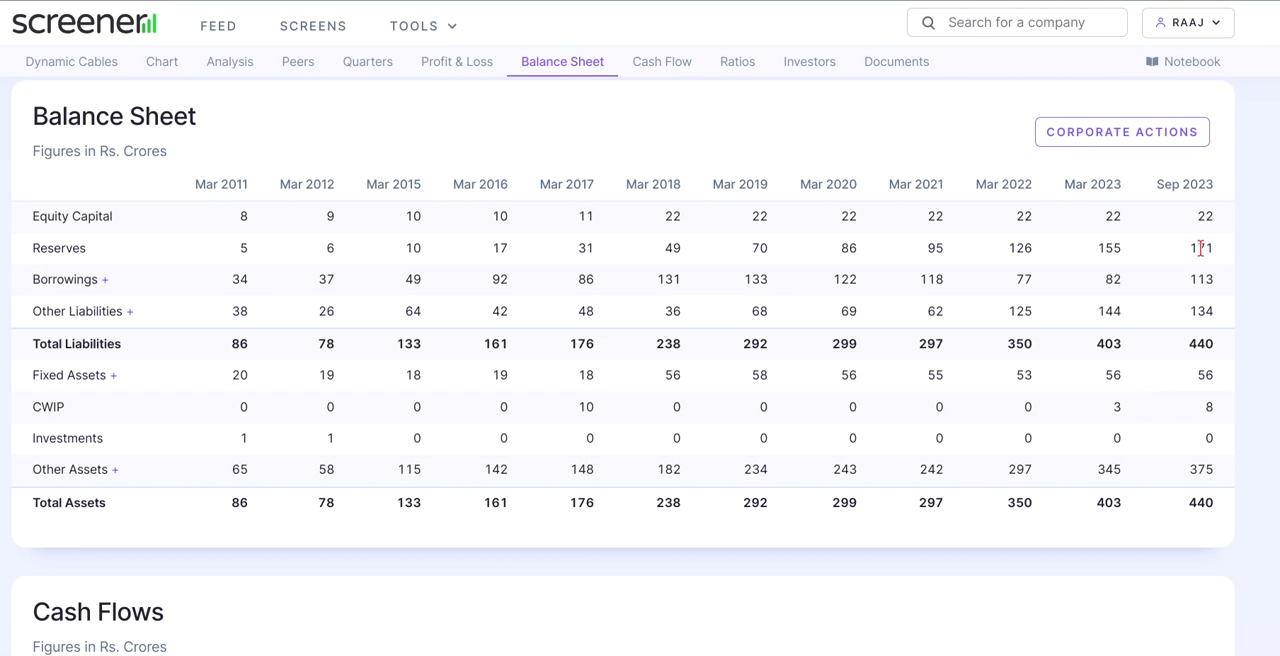 screener
FEED SCREENS TOOLS
Search for a company
RAAJ
Dynamic Cables Chart Analysis Peers Quarters Profit & Loss Balance Sheet Cash Flow Ratios Investors Documents Notebook
Balance Sheet
CORPORATE ACTIONS
Figures in Rs. Crores
Mar 2011 Mar 2012 Mar 2015 Mar 2016 Mar 2017 Mar 2018 Mar 2019 Mar 2020 Mar 2021 Mar 2022 Mar 2023 Sep 2023
Equity Capital 8 9 10 10 11 22 22 22 22 22 22 22
Reserves 5 6 10 17 31 49 70 86 95 126 155 171
Borrowings + 34 37 49 92 86 131 133 122 118 77 82 113
Other Liabilities + 38 26 64 42 48 36 68 69 62 125 144 134
Total Liabilities 86 78 133 161 176 238 292 299 297 350 403 440
Fixed Assets + 20 19 18 19 18 56 58 56 55 53 56 56
CWIP 0 0 0 0 10 0 0 0 0 0 3 8
Investments 1 1 0 0 0 0 0 0 0 0 0 0
Other Assets + 65 58 115 142 148 182 234 243 242 297 345 375
Total Assets 86 78 133 161 176 238 292 299 297 350 403 440
Cash Flows
Figures in Rs. Crores